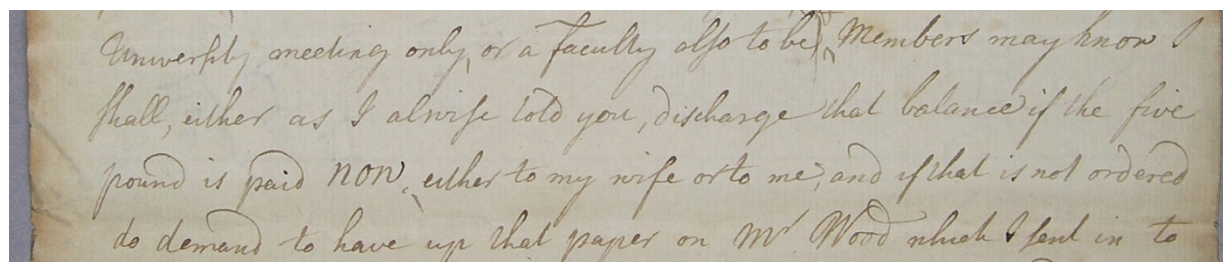 University meeting only, or a faculty also to be), Members may know I
shall, either as I alwise told you, discharge that balance if the five
pound is paid now, either to my wife or to me, and if that is not ordered
do demand to have up that paper on Mr Wood which I sent in to